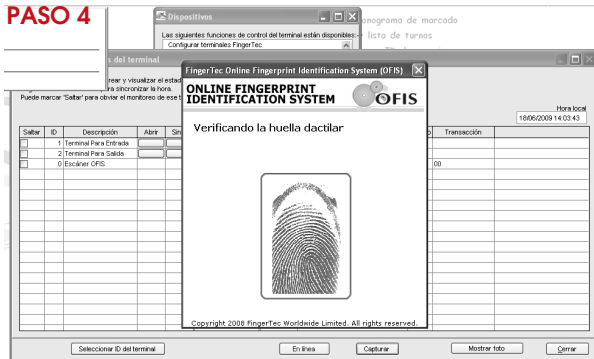 PASO 4
Dispositivos
Las siguientes funciones de control del terminal están disponibles:
Configurar terminales FingerTec
onograma de marcado
lista de turnos
del terminal
rear y visualizar el estad
ra sincronizar la hora.
Puede marcar 'Saltar' para obviar el monitoreo de ese t
Hora local
18/06/2009 14:03:43
FingerTec Online Fingerprint Identification System (OFIS)
ONLINE FINGERPRINT
IDENTIFICATION SYSTEM
OFIS
Verificando la huella dactilar
Saltar ID Descripción Abrir Sin o Transacción
1 Terminal Para Entrada
2 Terminal Para Salida
0 Escáner OFIS 00
Copyright 2008 FingerTec Worldwide Limited. All rights reserved.
Seleccionar ID del terminal En línea Capturar Mostrar foto Cerrar